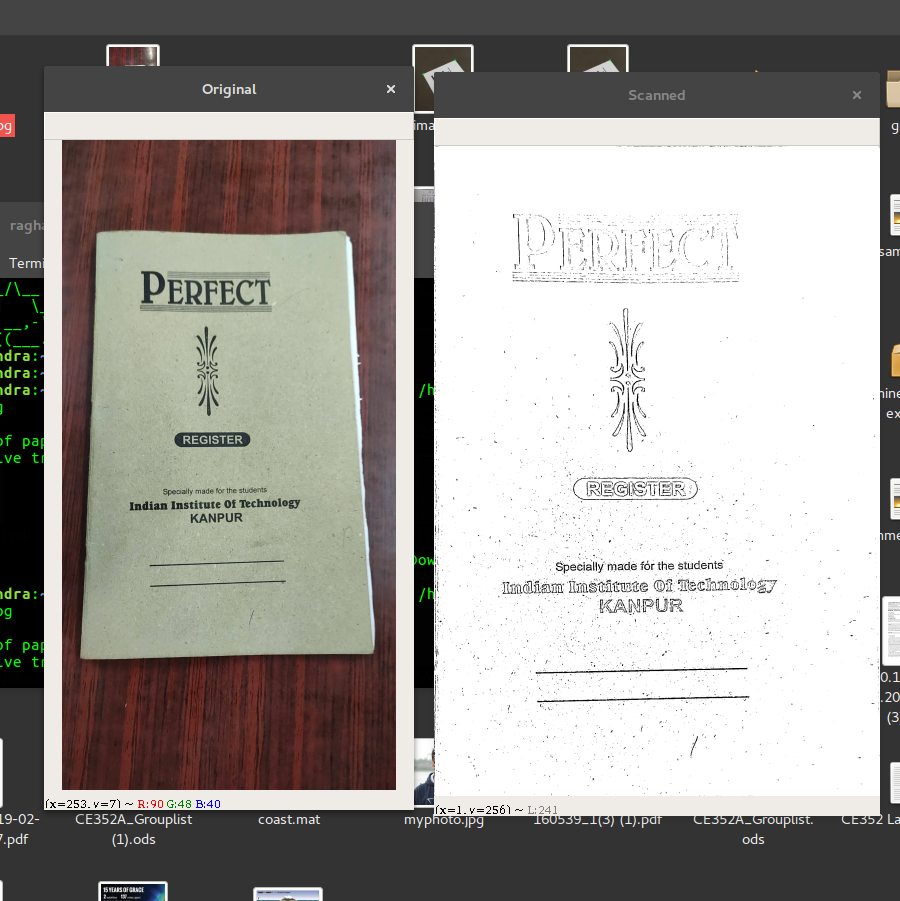 Original ×
Scanned ×
og
ima
g
ragha
Termi
sam
ndra:~
ndra:~
ndra:~
/h
g
of pap
ive tr
Dow
ndra:~
/h
og
of pap
ive tr
PERFECT
REGISTER
Specially made for the students
Indian Institute Of Technology
KANPUR
PERFECT
REGISTER
Specially made for the students
Indian Institute Of Technology
KANPUR
(x=253, y=7) ~ R:90 G:48 B:40
(x=1, y=256) ~ L:241
nine
ex
nme
0.1
.20
(3)
19-02-
7.pdf
CE352A_Grouplist
(1).ods
coast.mat
myphoto.jpg
160539_1(3) (1).pdf
CE352A_Grouplist.
ods
CE352 La
15 YEARS OF GRACE